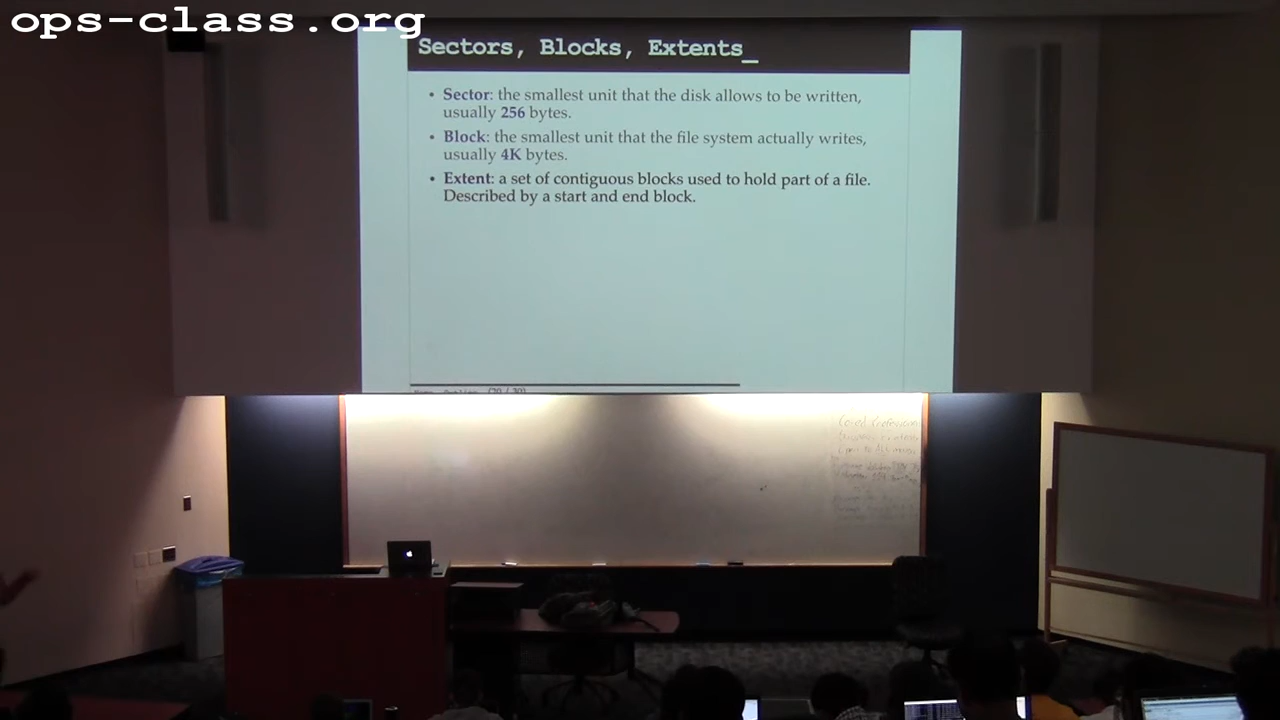 ops-class.org
Sectors, Blocks, Extents_
• Sector: the smallest unit that the disk allows to be written,
usually 256 bytes.
• Block: the smallest unit that the file system actually writes,
usually 4K bytes.
• Extent: a set of contiguous blocks used to hold part of a file.
Described by a start and end block.